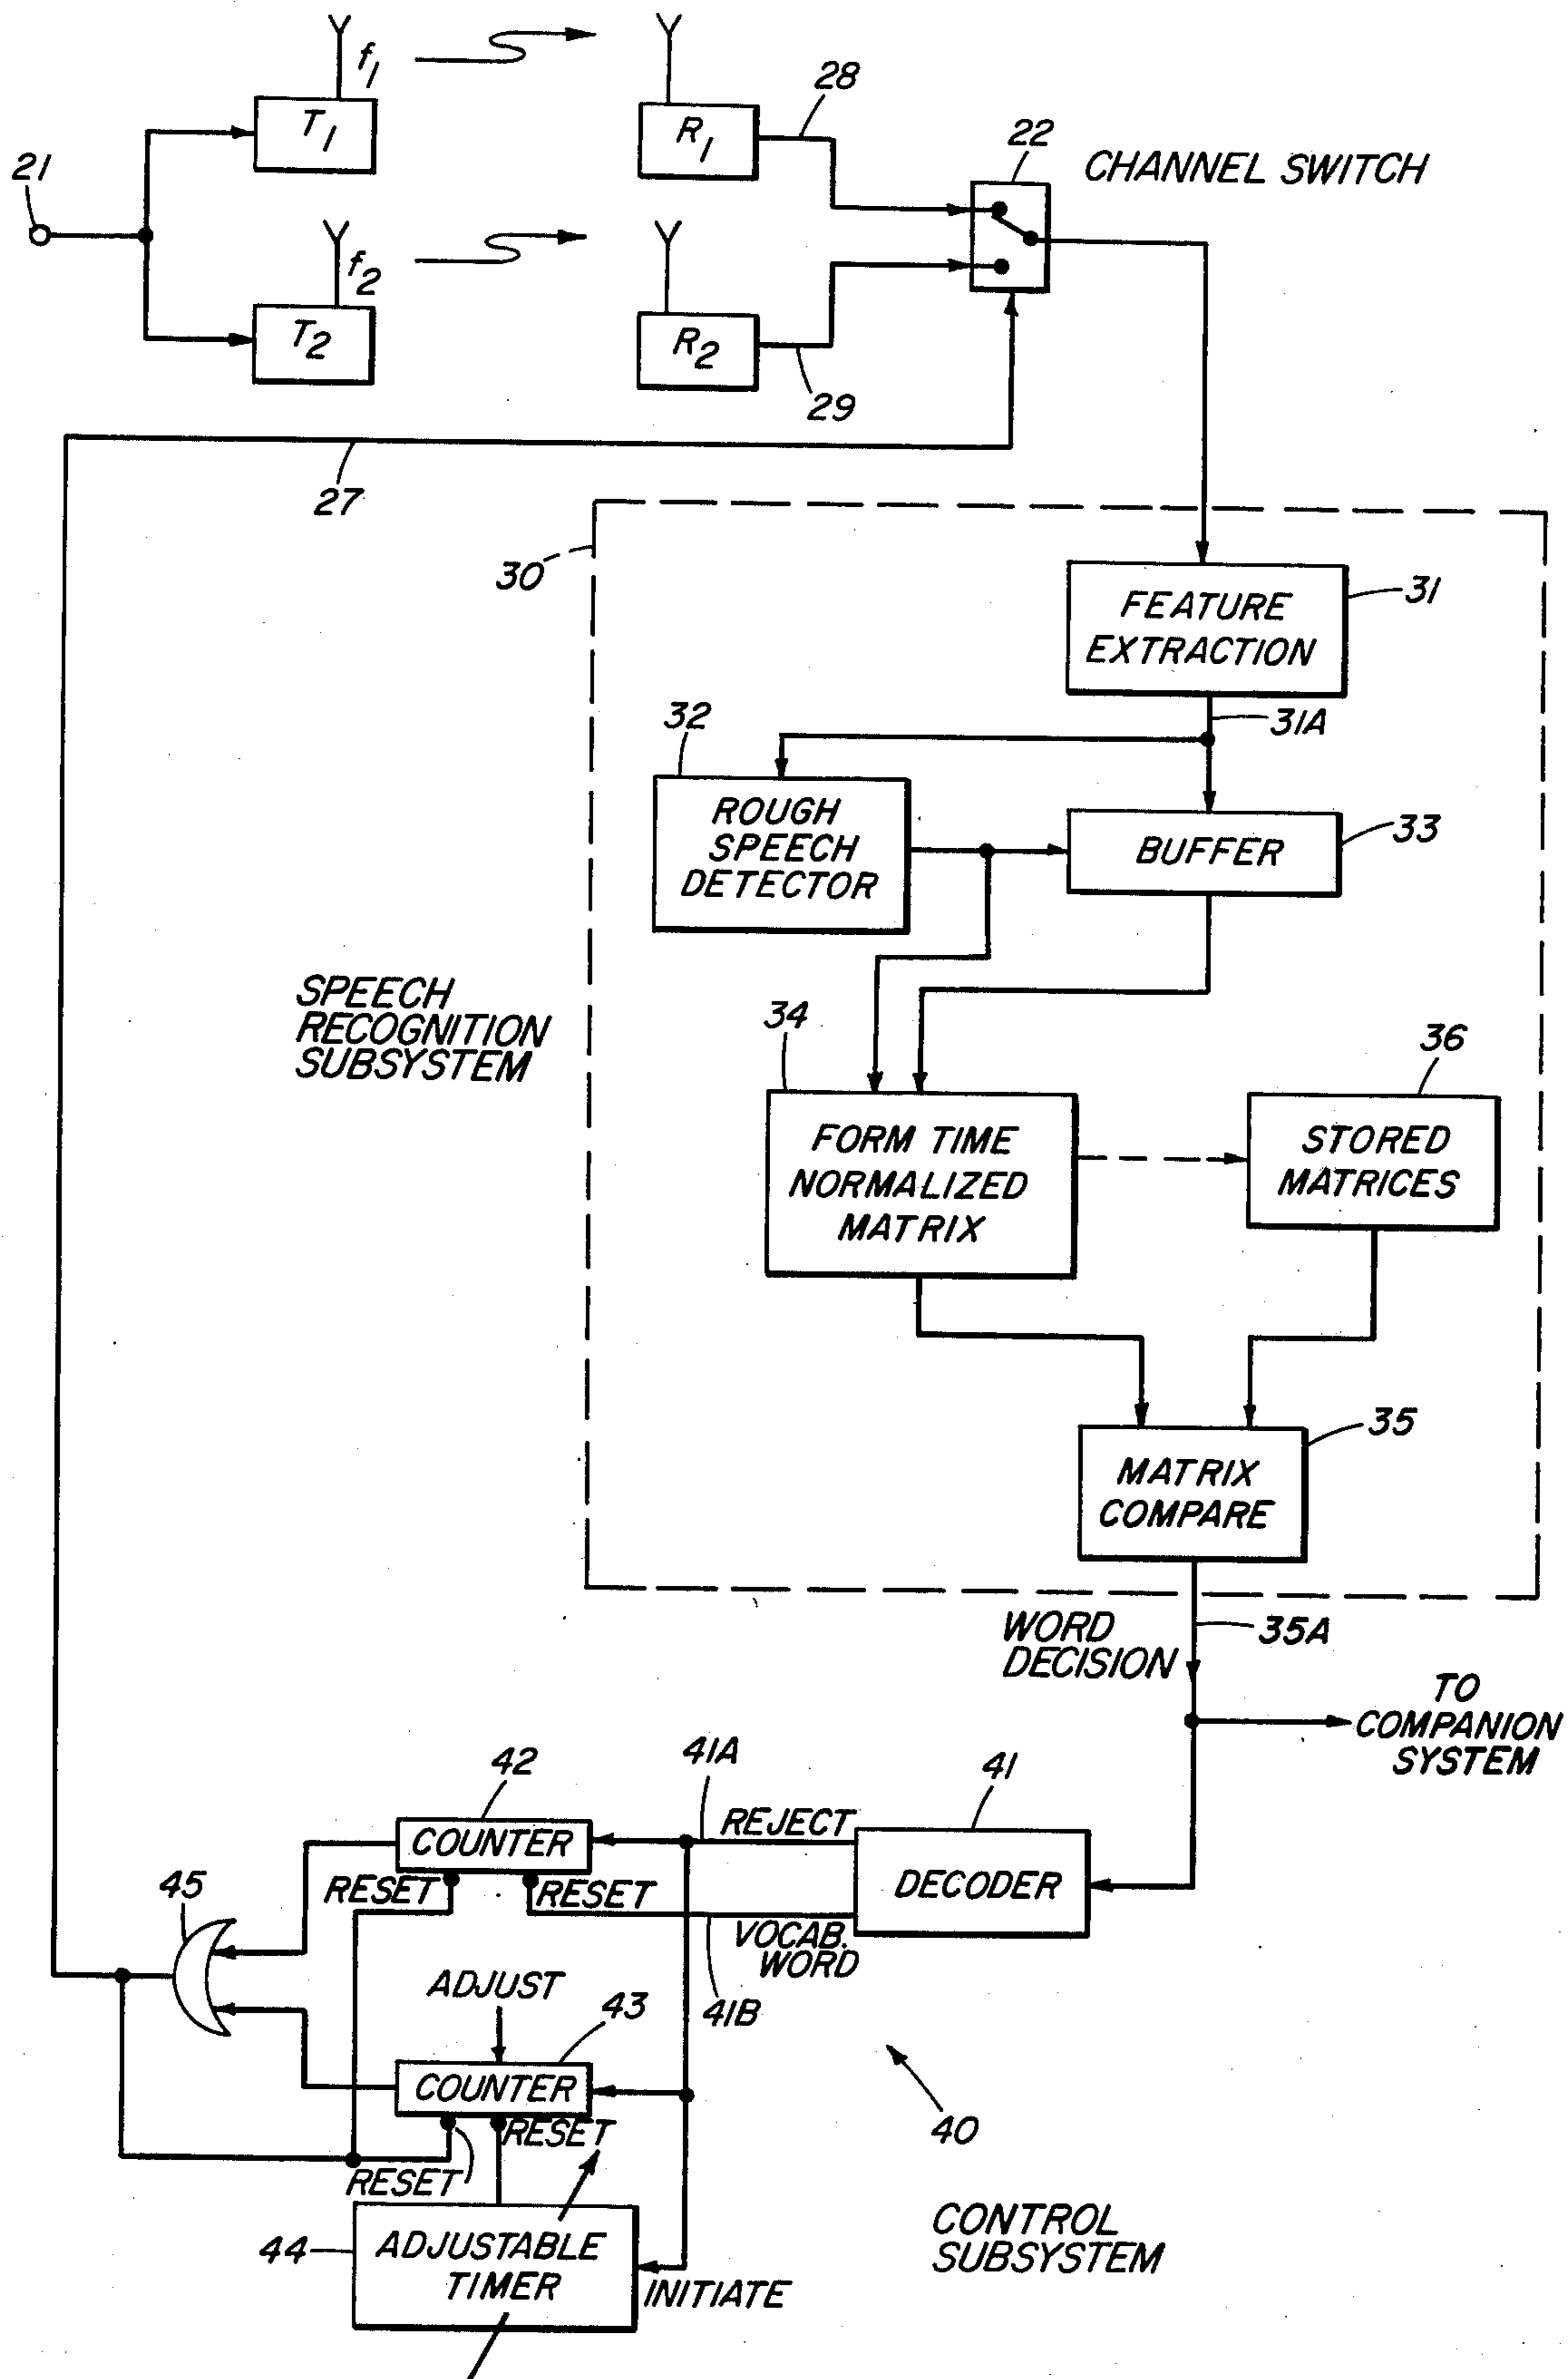 f1
T1
R1
28
22
CHANNEL SWITCH
21
f2
T2
R2
29
27
30
FEATURE
EXTRACTION
31
31A
32
ROUGH
SPEECH
DETECTOR
BUFFER
33
SPEECH
RECOGNITION
SUBSYSTEM
34
FORM TIME
NORMALIZED
MATRIX
36
STORED
MATRICES
35
MATRIX
COMPARE
WORD
DECISION
35A
TO
COMPANION
SYSTEM
42
COUNTER
41A
REJECT
41
DECODER
RESET
RESET
VOCAB.
WORD
41B
45
ADJUST
43
COUNTER
RESET
RESET
40
44
ADJUSTABLE
TIMER
INITIATE
CONTROL
SUBSYSTEM